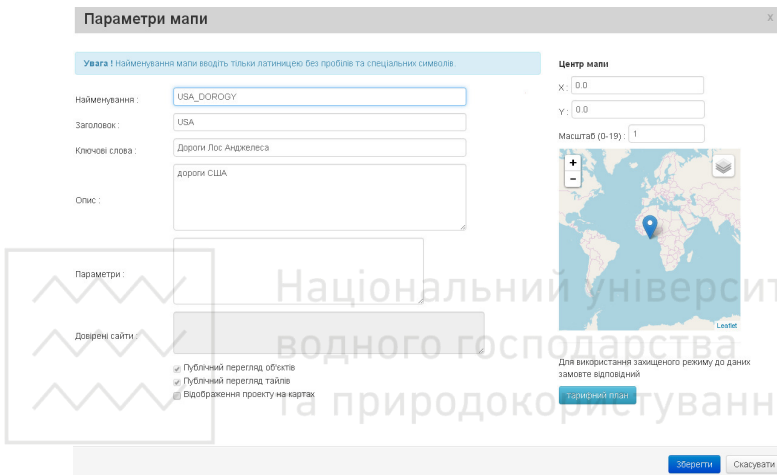 Параметри мапи
x
Увага ! Найменування мапи вводіть тільки латиницею без пробілів та спеціальних символів.
Найменування :
USA_DOROGY
Заголовок :
USA
Ключові слова :
Дороги Лос Анджелеса
Опис :
дороги США
Параметри :
Довірені сайти :
Публічний перегляд об'єктів
Публічний перегляд тайлів
Відображення проекту на картах
Центр мапи
X :
0.0
Y :
0.0
Масштаб (0-19) :
1
+
−
Leaflet
Для використання захищеного режиму до даних
замовте відповідний
тарифний план
Зберегти
Скасувати
Національний університ
водного господарства
та природокористуванн